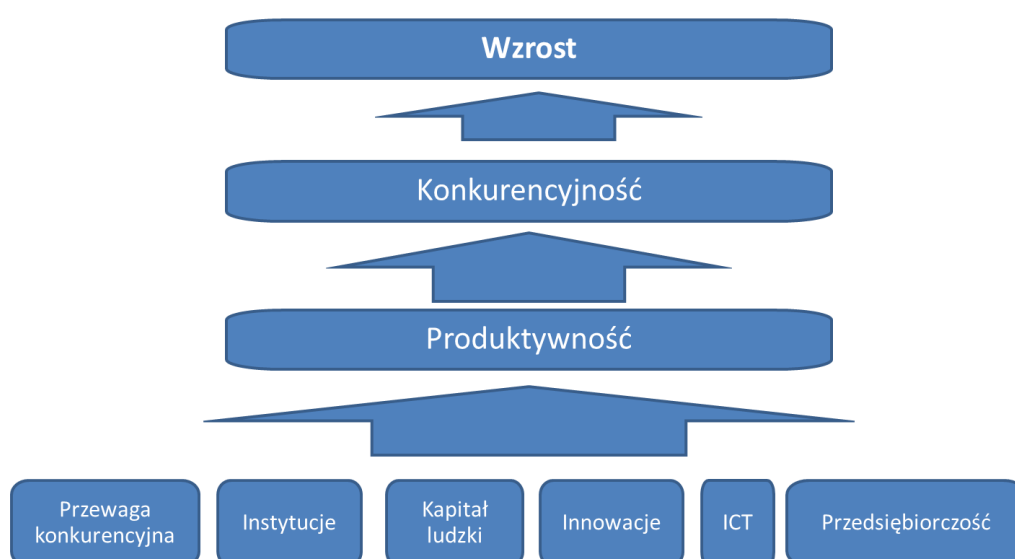 Wzrost
Konkurencyjność
Produktywność
Przewaga
konkurencyjna
Instytucje
Kapitał
ludzki
Innowacje
ICT
Przedsiębiorczość